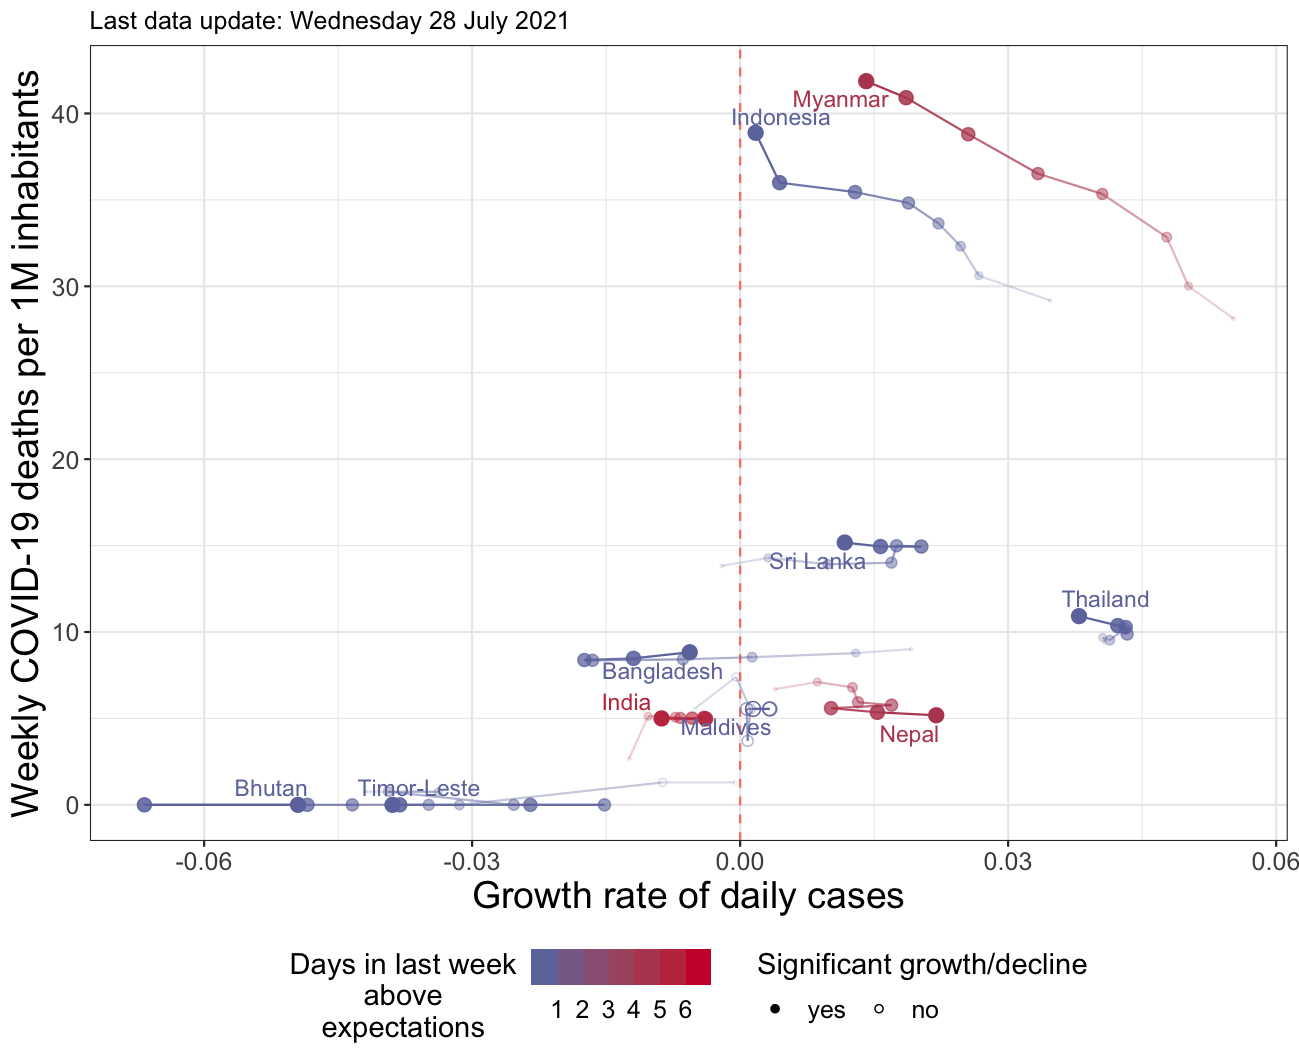 Last data update: Wednesday 28 July 2021
Weekly COVID-19 deaths per 1M inhabitants
40
30
20
10
0
Myanmar
Indonesia
Sri Lanka
Thailand
Bangladesh
India
Maldives
Nepal
Bhutan
Timor-Leste
-0.06
-0.03
0.00
0.03
0.06
Growth rate of daily cases
Days in last week
above
expectations
1 2 3 4 5 6
Significant growth/decline
yes
no